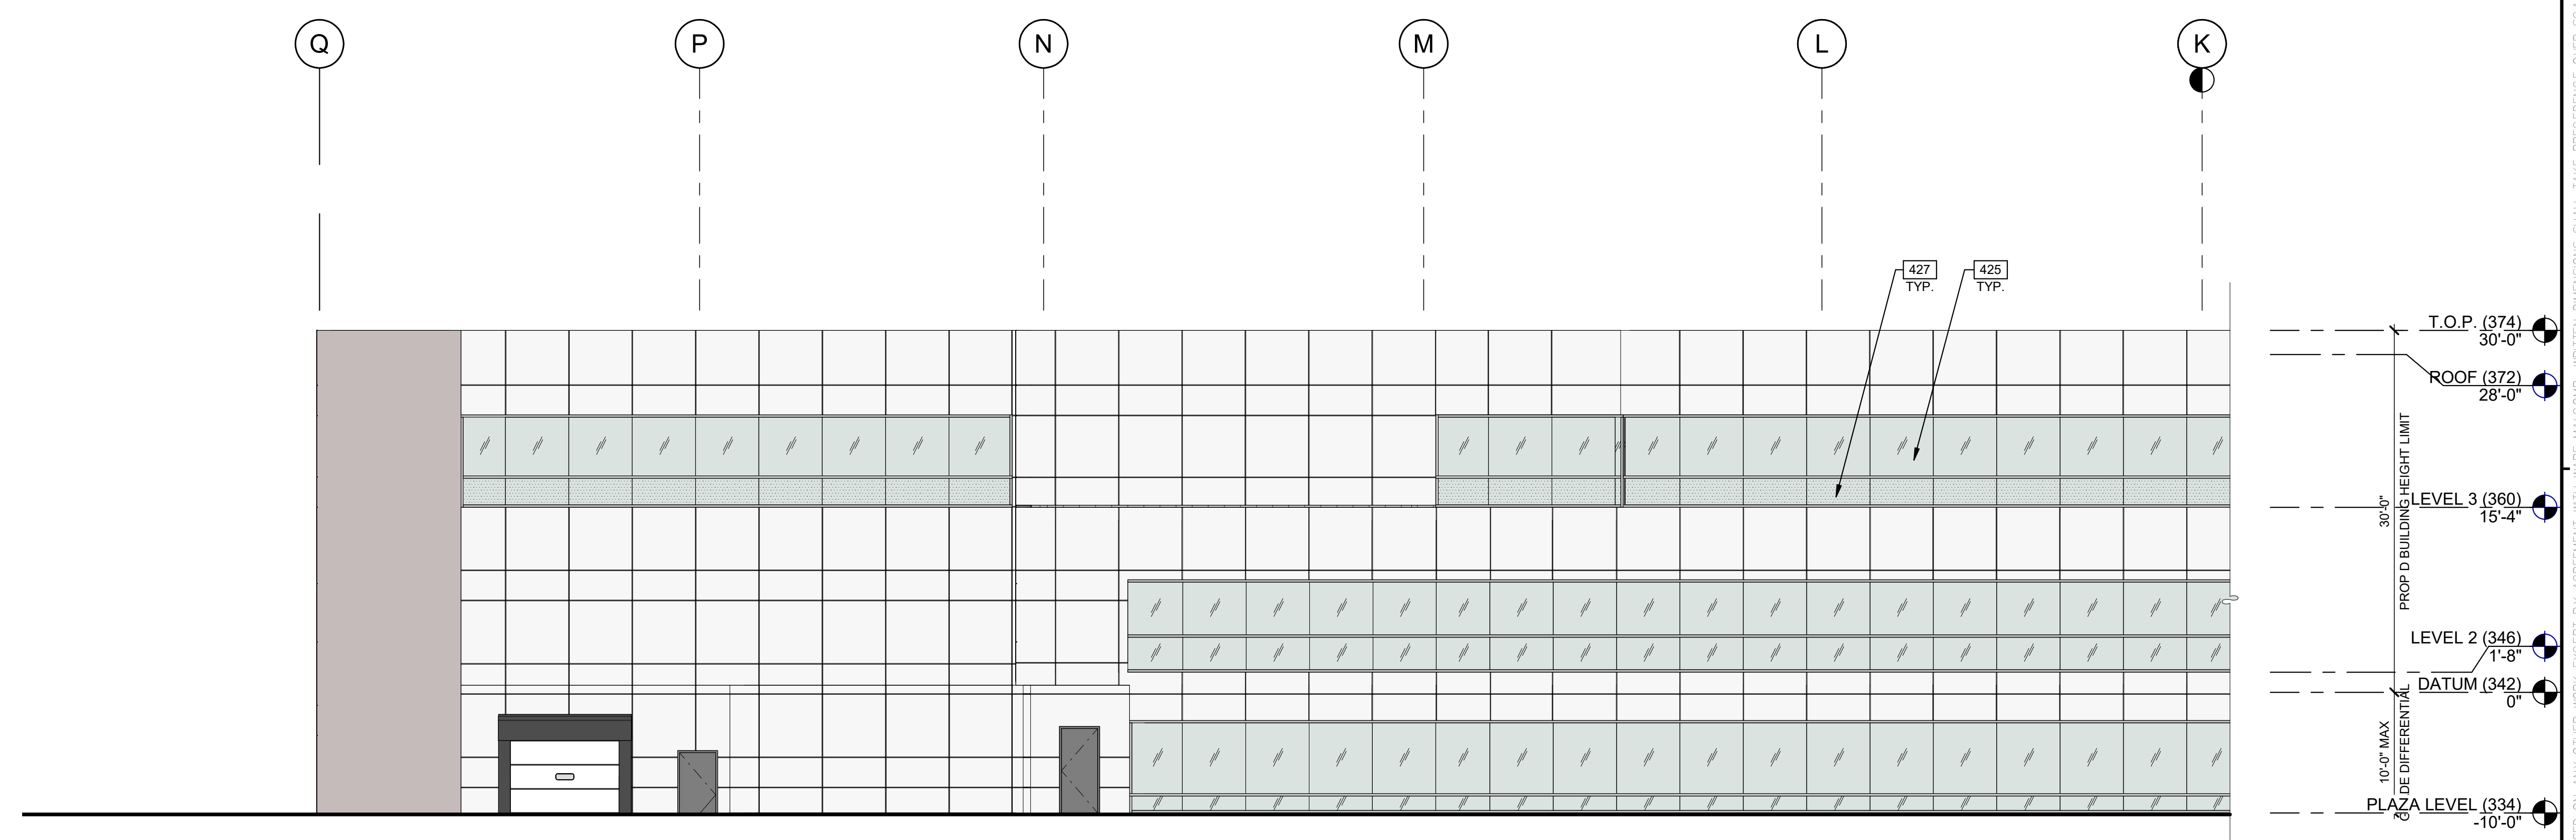 Q
P
N
M
L
K
427
TYP.
425
TYP.
T.O.P. (374)
30'-0"
ROOF (372)
28'-0"
LEVEL 3 (360)
15'-4"
LEVEL 2 (346)
1'-8"
DATUM (342)
0"
PLAZA LEVEL (334)
-10'-0"
30'-0"
PROP D BUILDING HEIGHT LIMIT
10'-0" MAX
DIFFERENTIAL